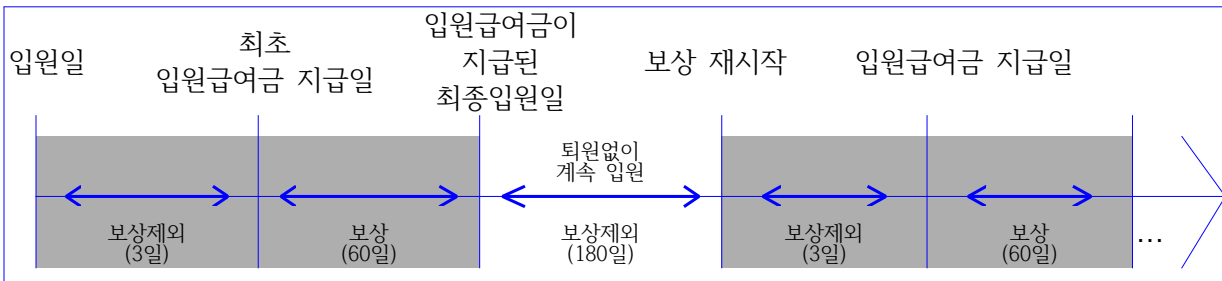 입원일
최초
입원급여금 지급일
입원급여금이
지급된
최종입원일
보상 재시작
입원급여금 지급일
퇴원없이
계속 입원
보상제외
(3일)
보상
(60일)
보상제외
(180일)
보상제외
(3일)
보상
(60일)
...